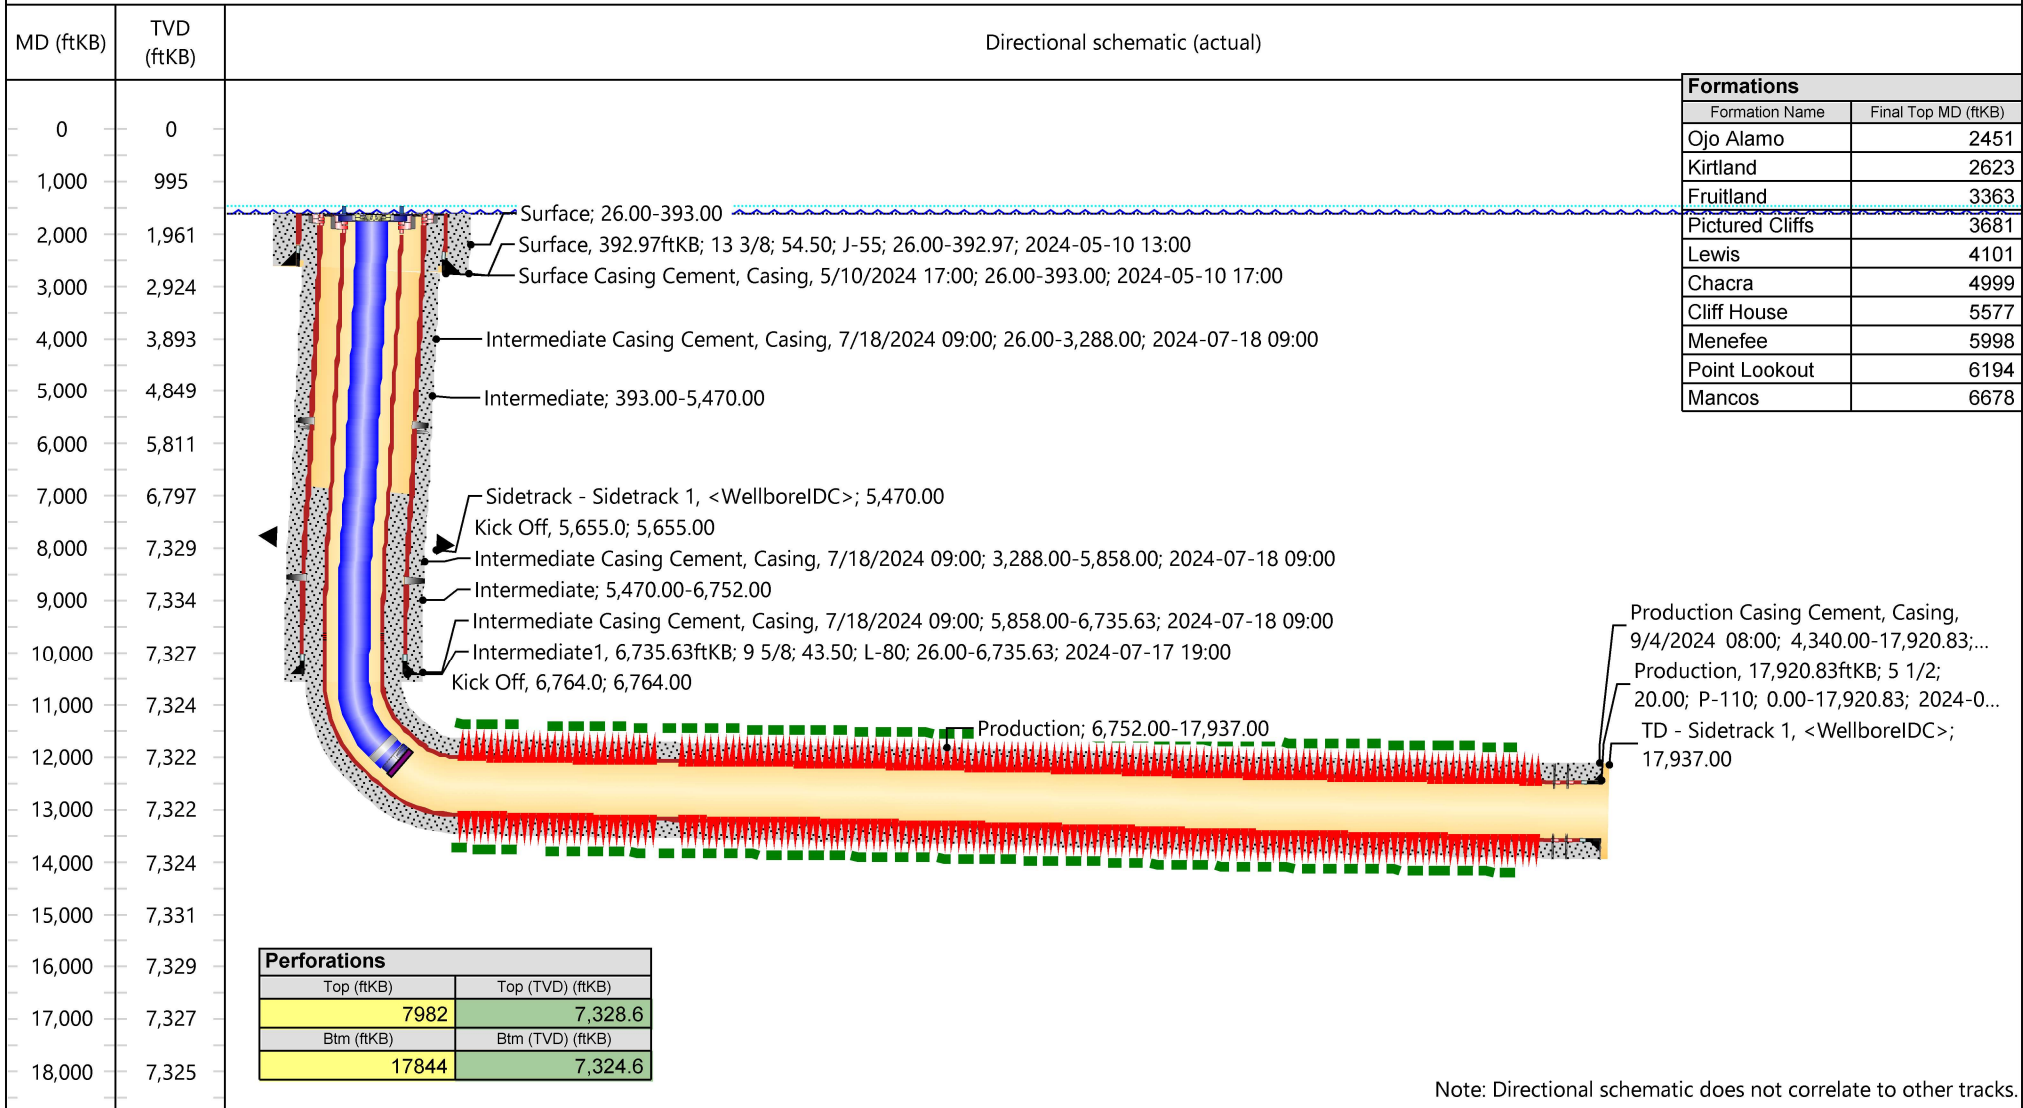 MD (ftKB)
TVD
(ftKB)
Directional schematic (actual)
Formations
Formation Name Final Top MD (ftKB)
Ojo Alamo 2451
Kirtland 2623
Fruitland 3363
Pictured Cliffs 3681
Lewis 4101
Chacra 4999
Cliff House 5577
Menefee 5998
Point Lookout 6194
Mancos 6678
0 0
1,000 995
2,000 1,961
3,000 2,924
4,000 3,893
5,000 4,849
6,000 5,811
7,000 6,797
8,000 7,329
9,000 7,334
10,000 7,327
11,000 7,324
12,000 7,322
13,000 7,322
14,000 7,324
15,000 7,331
16,000 7,329
17,000 7,327
18,000 7,325
Surface; 26.00-393.00
Surface, 392.97ftKB; 13 3/8; 54.50; J-55; 26.00-392.97; 2024-05-10 13:00
Surface Casing Cement, Casing, 5/10/2024 17:00; 26.00-393.00; 2024-05-10 17:00
Intermediate Casing Cement, Casing, 7/18/2024 09:00; 26.00-3,288.00; 2024-07-18 09:00
Intermediate; 393.00-5,470.00
Sidetrack - Sidetrack 1, <WellboreIDC>; 5,470.00
Kick Off, 5,655.0; 5,655.00
Intermediate Casing Cement, Casing, 7/18/2024 09:00; 3,288.00-5,858.00; 2024-07-18 09:00
Intermediate; 5,470.00-6,752.00
Intermediate Casing Cement, Casing, 7/18/2024 09:00; 5,858.00-6,735.63; 2024-07-18 09:00
Intermediate1, 6,735.63ftKB; 9 5/8; 43.50; L-80; 26.00-6,735.63; 2024-07-17 19:00
Kick Off, 6,764.0; 6,764.00
Production; 6,752.00-17,937.00
Production Casing Cement, Casing,
9/4/2024 08:00; 4,340.00-17,920.83;...
Production, 17,920.83ftKB; 5 1/2;
20.00; P-110; 0.00-17,920.83; 2024-0...
TD - Sidetrack 1, <WellboreIDC>;
17,937.00
Perforations
Top (ftKB) Top (TVD) (ftKB)
7982 7,328.6
Btm (ftKB) Btm (TVD) (ftKB)
17844 7,324.6
Note: Directional schematic does not correlate to other tracks.